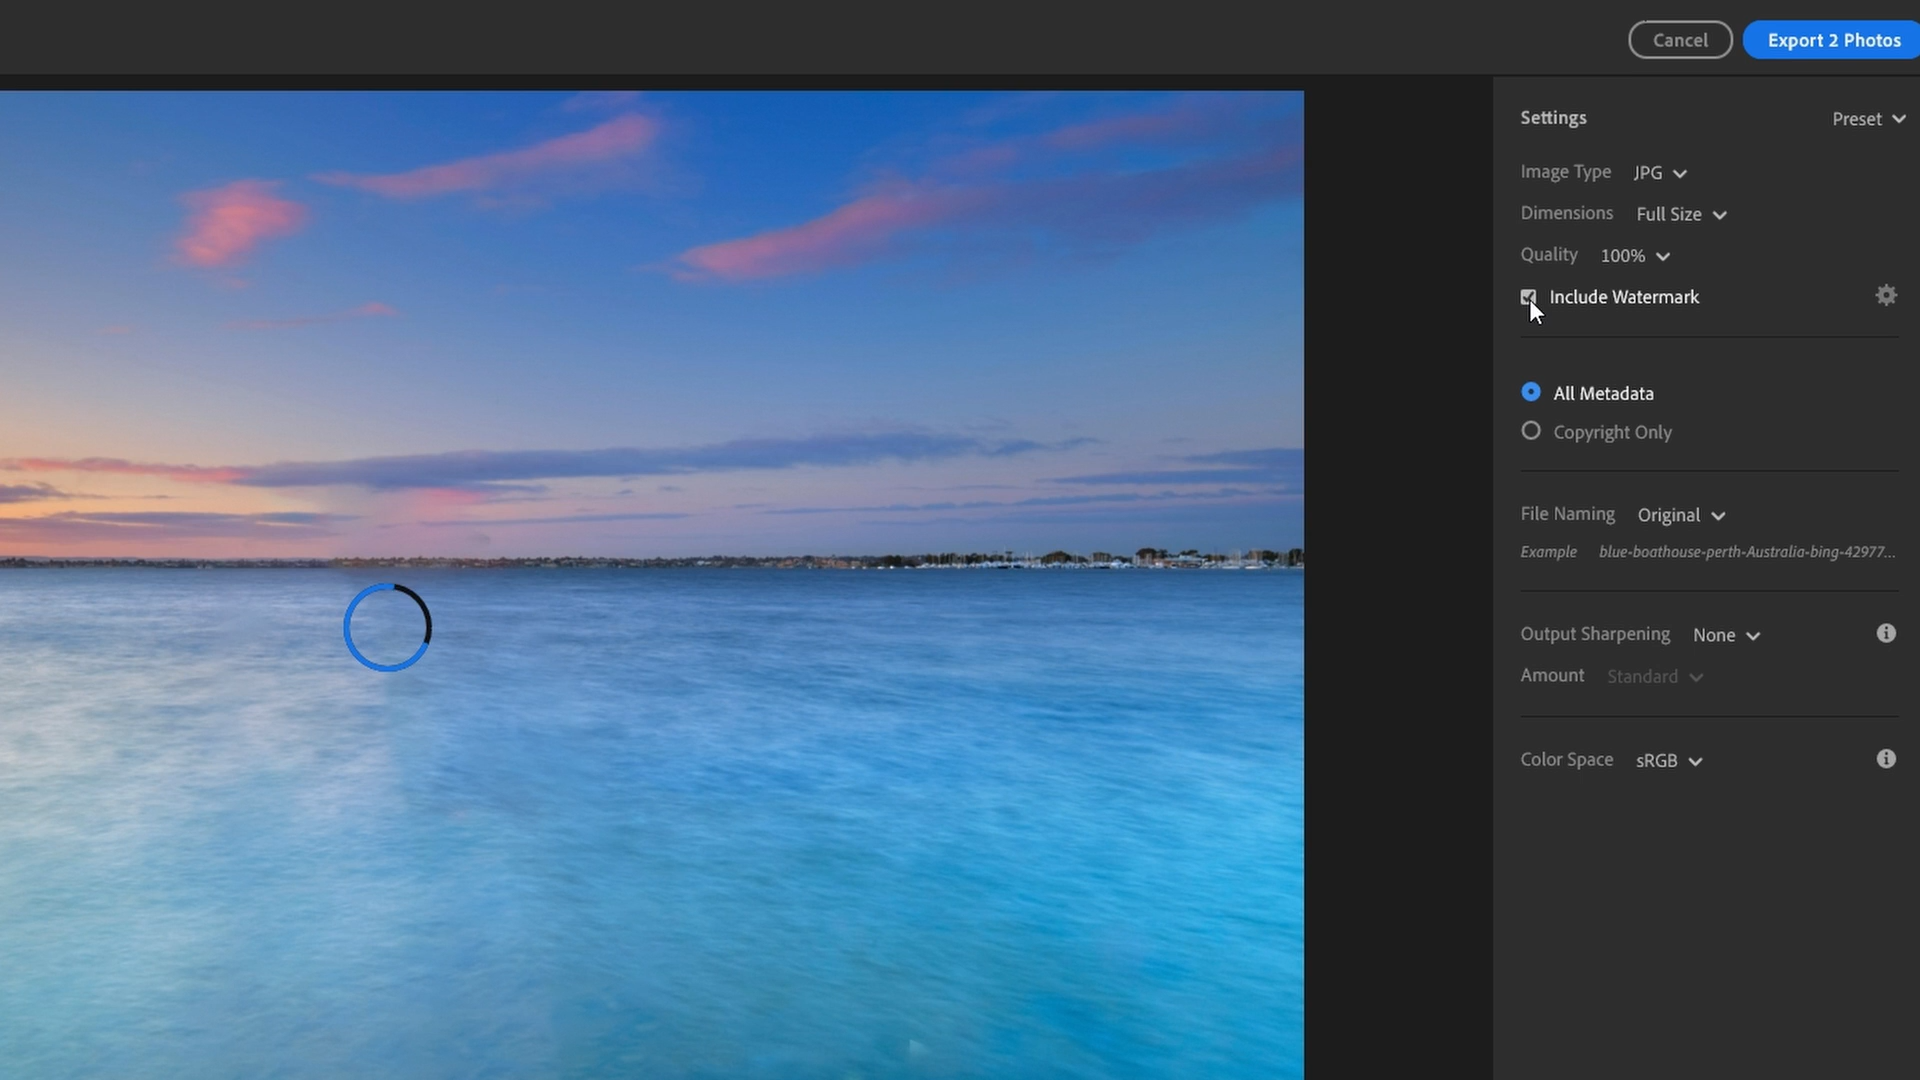 Cancel
Export 2 Photos
Settings
Preset
Image Type JPG
Dimensions Full Size
Quality 100%
Include Watermark
All Metadata
Copyright Only
File Naming Original
Example blue-boathouse-perth-Australia-bing-42977...
Output Sharpening None
Amount Standard
Color Space sRGB